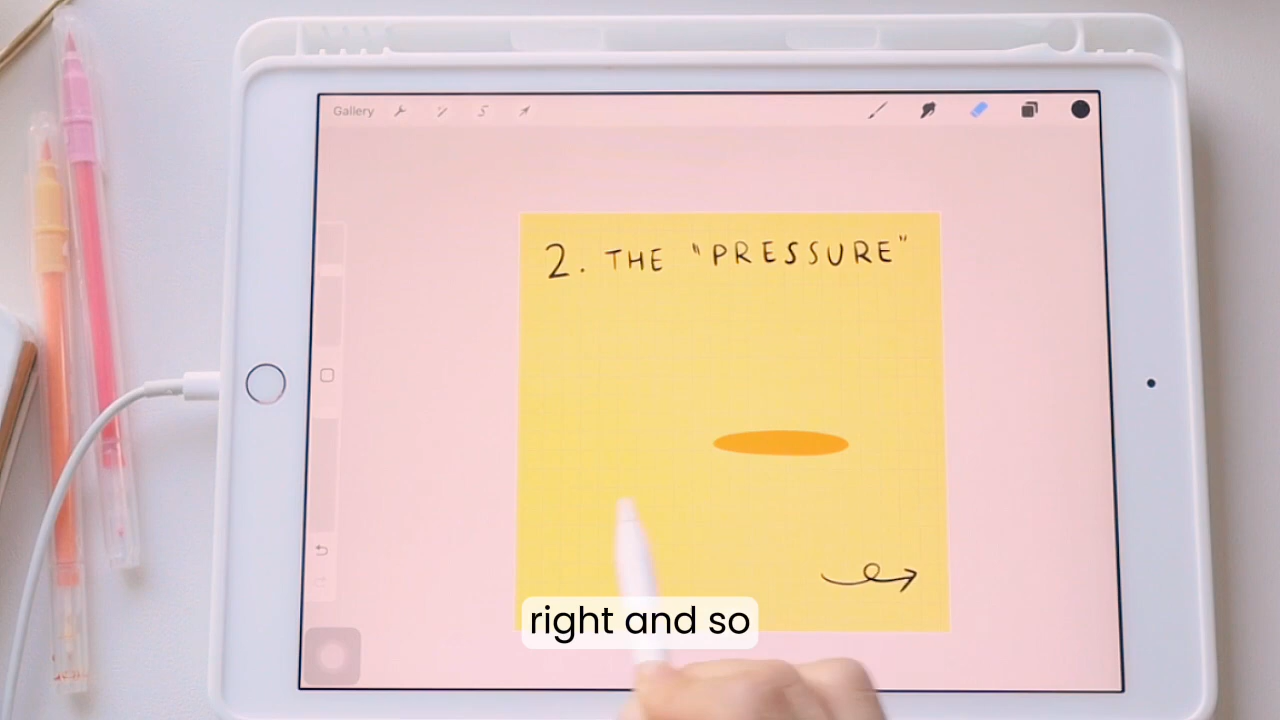 Gallery
2. THE "PRESSURE"
right and so